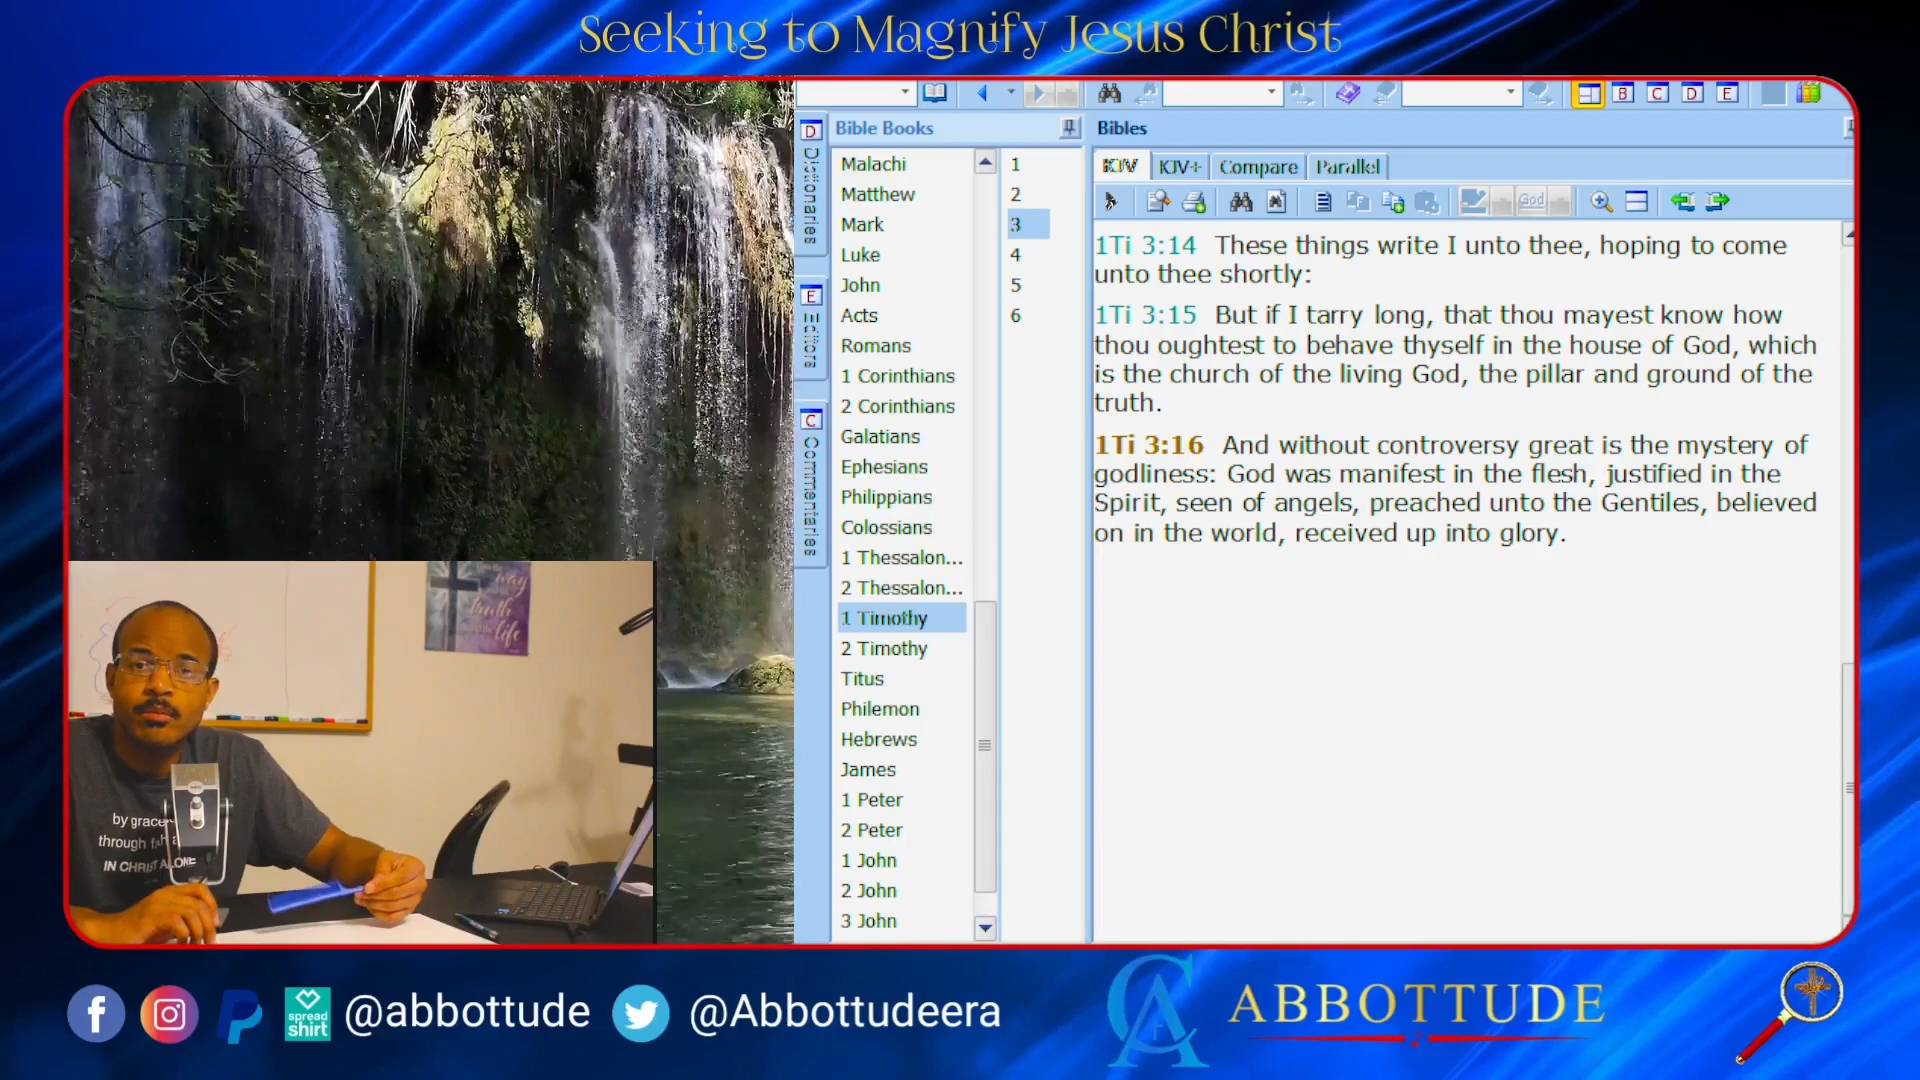 Seeking to Magnify Jesus Christ
B C D E
D Dictionaries
E Editors
C Commentaries
Bible Books
Malachi
Matthew
Mark
Luke
John
Acts
Romans
1 Corinthians
2 Corinthians
Galatians
Ephesians
Philippians
Colossians
1 Thessalon...
2 Thessalon...
1 Timothy
2 Timothy
Titus
Philemon
Hebrews
James
1 Peter
2 Peter
1 John
2 John
3 John
1
2
3
4
5
6
Bibles
KJV KJV+ Compare Parallel
God
1Ti 3:14 These things write I unto thee, hoping to come
unto thee shortly:
1Ti 3:15 But if I tarry long, that thou mayest know how
thou oughtest to behave thyself in the house of God, which
is the church of the living God, the pillar and ground of the
truth.
1Ti 3:16 And without controversy great is the mystery of
godliness: God was manifest in the flesh, justified in the
Spirit, seen of angels, preached unto the Gentiles, believed
on in the world, received up into glory.
way
truth
life
by grace
through
IN CHRIST ALONE
spread
shirt
@abbottude
@Abbottudeera
ABBOTTUDE